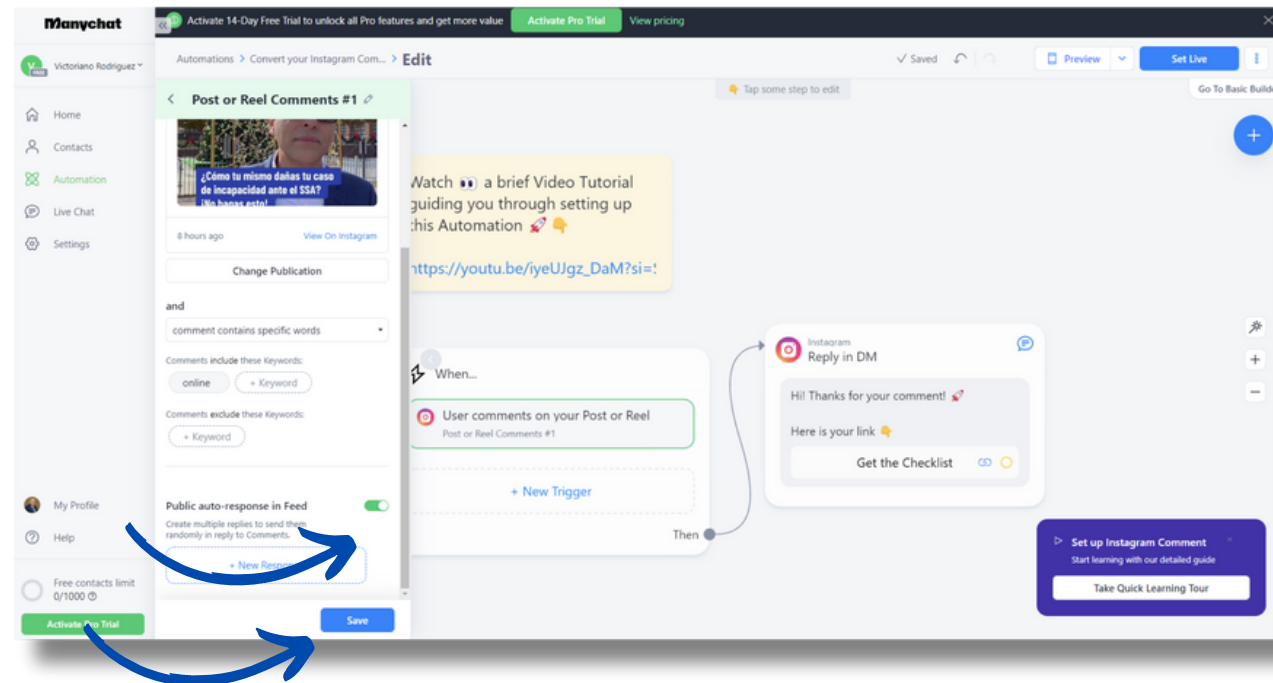 Manychat
Activate 14-Day Free Trial to unlock all Pro features and get more value
Activate Pro Trial
View pricing
Victoriano Rodriguez
FREE
Automations > Convert your Instagram Com... > Edit
Saved
Preview
Set Live
Tap some step to edit
Go To Basic Builde
Home
Contacts
Automation
Live Chat
Settings
My Profile
Help
Free contacts limit
0/1000
Activate Pro Trial
Post or Reel Comments #1
¿Cómo tu mismo dañas tu caso
de incapacidad ante el SSA?
¡No hagas esto!
8 hours ago
View On Instagram
Change Publication
and
comment contains specific words
Comments include these Keywords:
online
+ Keyword
Comments exclude these Keywords:
+ Keyword
Public auto-response in Feed
Create multiple replies to send them
randomly in reply to Comments.
+ New Respon
Save
Watch 👀 a brief Video Tutorial
guiding you through setting up
this Automation 🚀 👇
https://youtu.be/iyeUJgz_DaM?si=
When...
User comments on your Post or Reel
Post or Reel Comments #1
+ New Trigger
Then
Instagram
Reply in DM
Hi! Thanks for your comment! 🚀
Here is your link 👇
Get the Checklist
Set up Instagram Comment
Start learning with our detailed guide
Take Quick Learning Tour